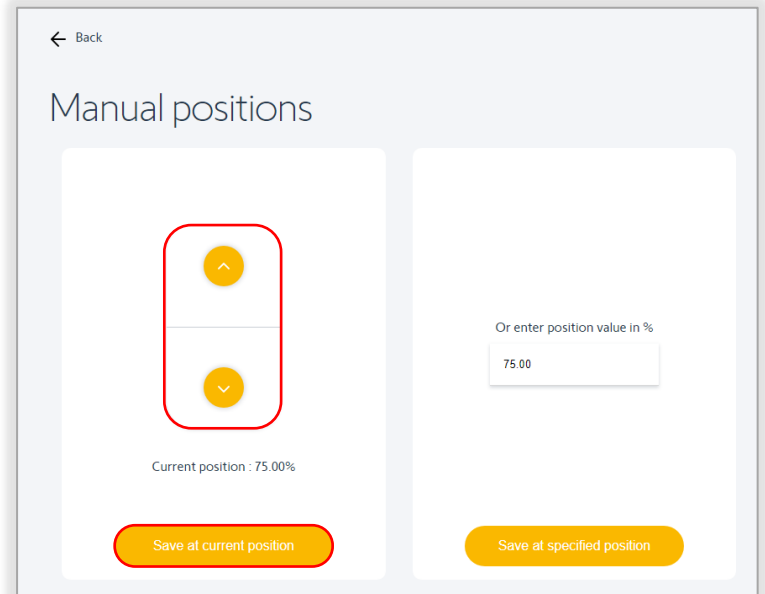 Back
Manual positions
Current position : 75.00%
Save at current position
Or enter position value in %
75.00
Save at specified position